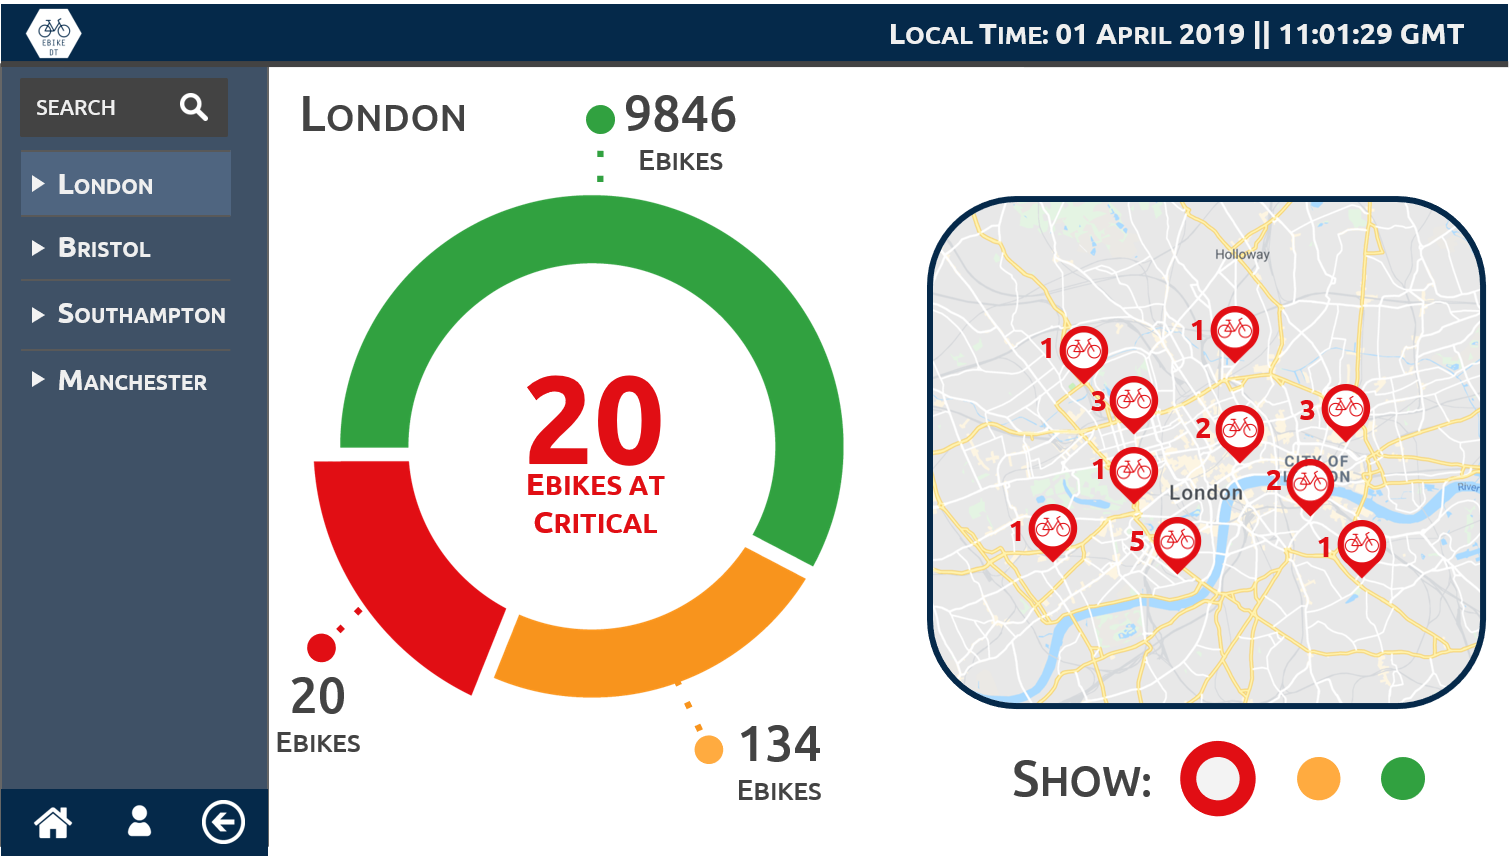 EBIKE
DT
LOCAL TIME: 01 APRIL 2019 || 11:01:29 GMT
SEARCH
LONDON
BRISTOL
SOUTHAMPTON
MANCHESTER
LONDON
9846
EBIKES
20
EBIKES AT
CRITICAL
20
EBIKES
134
EBIKES
Holloway
1
1
3
3
2
CITY OF
1
2
London
River
1
5
1
SHOW: